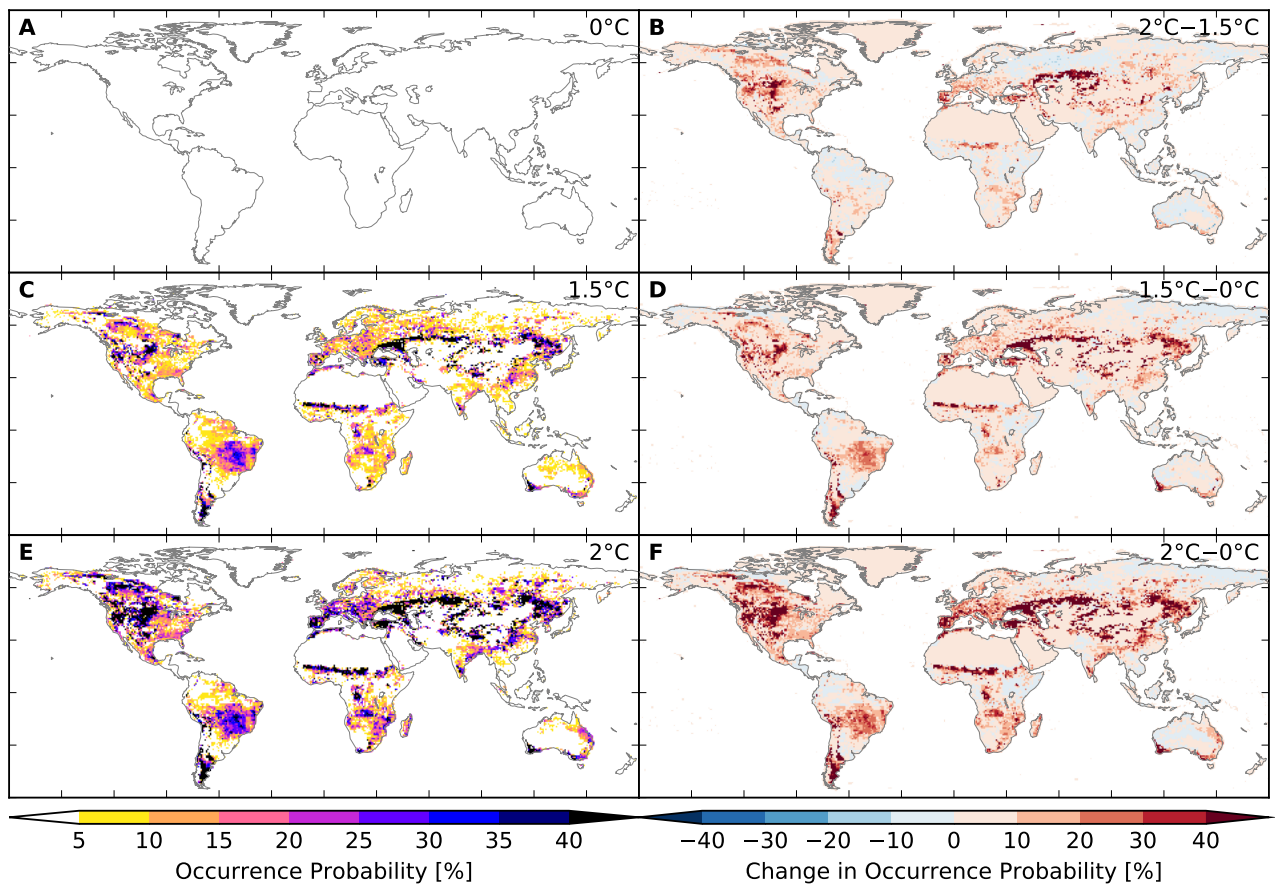 A 0°C
B 2°C−1.5°C
C 1.5°C
D 1.5°C−0°C
E 2°C
F 2°C−0°C
5 10 15 20 25 30 35 40
Occurrence Probability [%]
−40 −30 −20 −10 0 10 20 30 40
Change in Occurrence Probability [%]